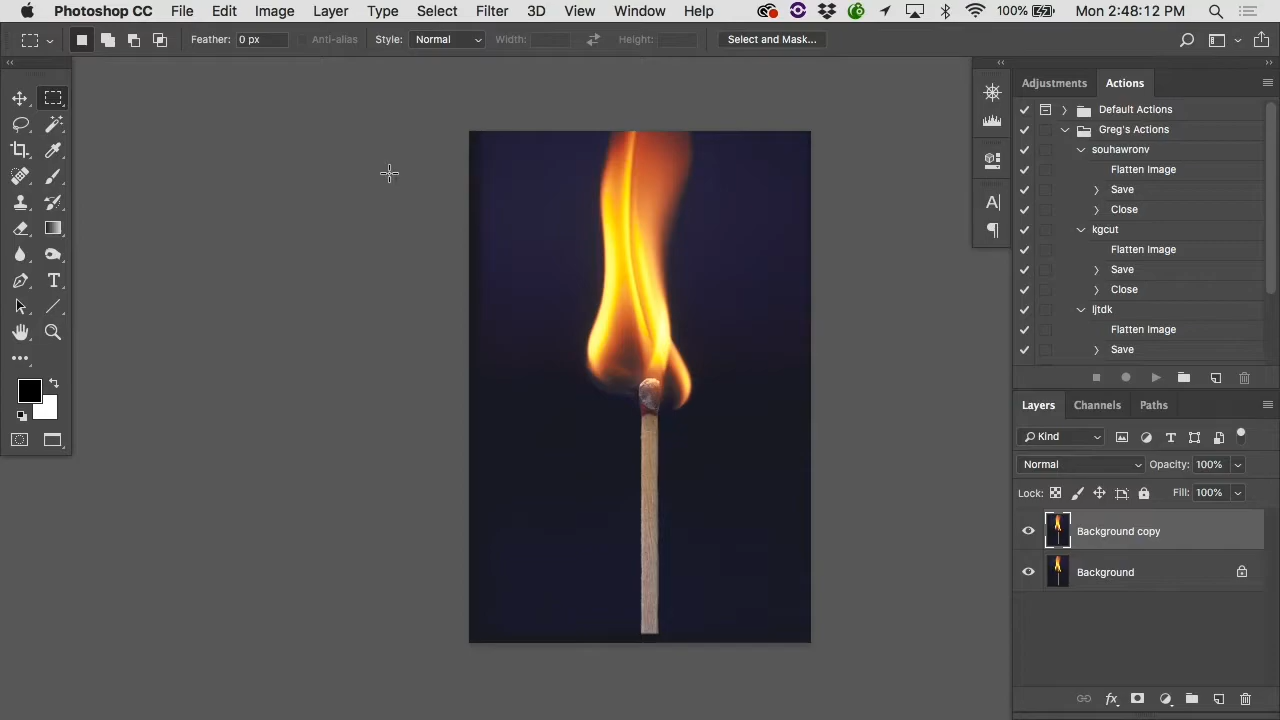 Photoshop CC File Edit Image Layer Type Select Filter 3D View Window Help 100% Mon 2:48:12 PM
Feather: 0 px Anti-alias Style: Normal Width: Height: Select and Mask...
Adjustments Actions
Default Actions
Greg's Actions
souhawronv
Flatten Image
Save
Close
kgcut
Flatten Image
Save
Close
ljtdk
Flatten Image
Save
Layers Channels Paths
Kind
Normal Opacity: 100%
Lock: Fill: 100%
Background copy
Background